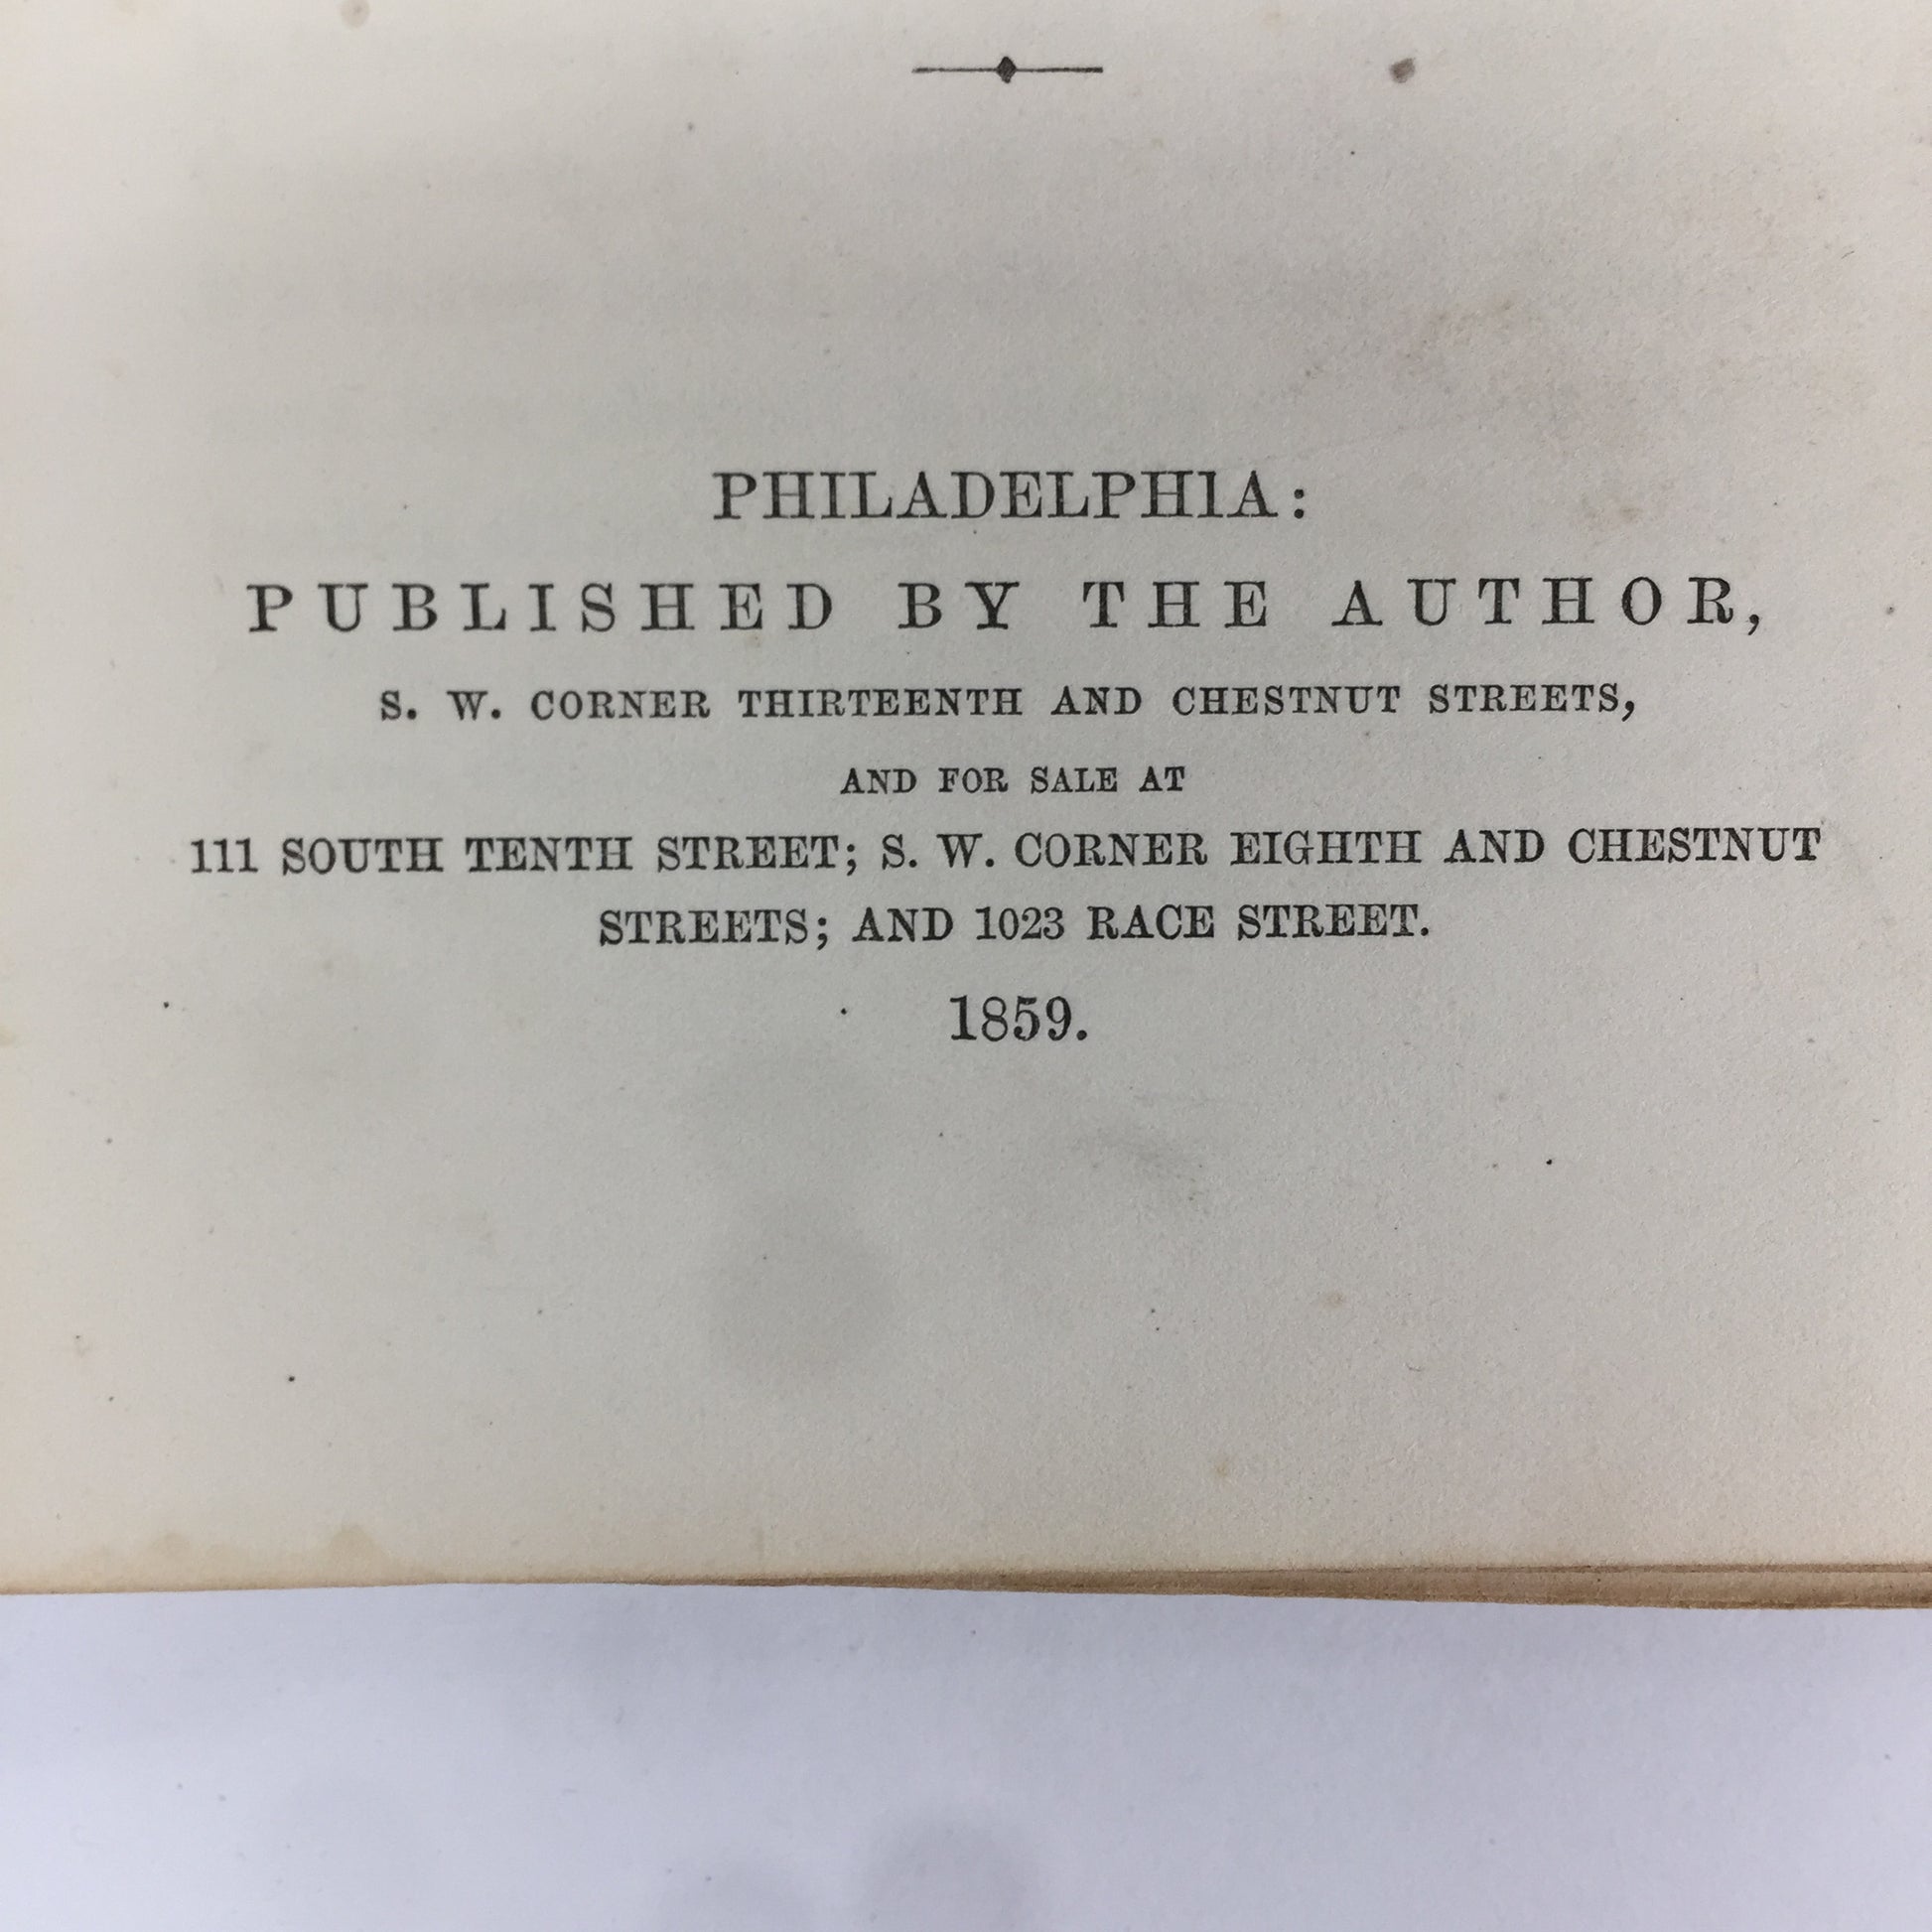 PHILADELPHIA:
PUBLISHED BY THE AUTHOR,
S. W. CORNER THIRTEENTH AND CHESTNUT STREETS,
AND FOR SALE AT
111 SOUTH TENTH STREET; S. W. CORNER EIGHTH AND CHESTNUT
STREETS; AND 1023 RACE STREET.
1859.